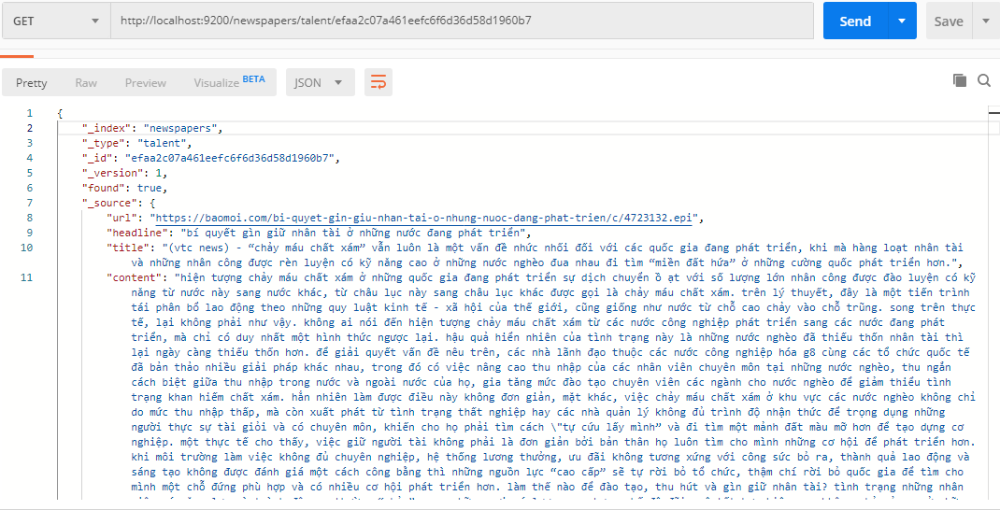 GET http://localhost:9200/newspapers/talent/efaa2c07a461eefc6f6d36d58d1960b7 Send Save
Pretty Raw Preview Visualize BETA JSON
1 {
2 "_index": "newspapers",
3 "_type": "talent",
4 "_id": "efaa2c07a461eefc6f6d36d58d1960b7",
5 "_version": 1,
6 "found": true,
7 "_source": {
8 "url": "https://baomoi.com/bi-quyet-gin-giu-nhan-tai-o-nhung-nuoc-dang-phat-trien/c/4723132.epi",
9 "headline": "bí quyết gìn giữ nhân tài ở những nước đang phát triển",
10 "title": "(vtc news) - “chảy máu chất xám” vẫn luôn là một vấn đề nhức nhối đối với các quốc gia đang phát triển, khi mà hàng loạt nhân tài
và những nhân công được rèn luyện có kỹ năng cao ở những nước nghèo đua nhau đi tìm “miền đất hứa” ở những cường quốc phát triển hơn.",
11 "content": "hiện tượng chảy máu chất xám ở những quốc gia đang phát triển sự dịch chuyển ồ ạt với số lượng lớn nhân công được đào luyện có kỹ
năng từ nước này sang nước khác, từ châu lục này sang châu lục khác được gọi là chảy máu chất xám. trên lý thuyết, đây là một tiến trình
tái phân bổ lao động theo những quy luật kinh tế - xã hội của thế giới, cũng giống như nước từ chỗ cao chảy vào chỗ trũng. song trên thực
tế, lại không phải như vậy. không ai nói đến hiện tượng chảy máu chất xám từ các nước công nghiệp phát triển sang các nước đang phát
triển, mà chỉ có duy nhất một hình thức ngược lại. hậu quả hiển nhiên của tình trạng này là những nước nghèo đã thiếu thốn nhân tài thì
lại ngày càng thiếu thốn hơn. để giải quyết vấn đề nêu trên, các nhà lãnh đạo thuộc các nước công nghiệp hóa g8 cùng các tổ chức quốc tế
đã bàn thảo nhiều giải pháp khác nhau, trong đó có việc nâng cao thu nhập của các nhân viên chuyên môn tại những nước nghèo, thu ngắn
cách biệt giữa thu nhập trong nước và ngoài nước của họ, gia tăng mức đào tạo chuyên viên các ngành cho nước nghèo để giảm thiểu tình
trạng khan hiếm chất xám. hẳn nhiên làm được điều này không đơn giản, mặt khác, việc chảy máu chất xám ở khu vực các nước nghèo không chỉ
do mức thu nhập thấp, mà còn xuất phát từ tình trạng thất nghiệp hay các nhà quản lý không đủ trình độ nhận thức để trọng dụng những
người thực sự tài giỏi và có chuyên môn, khiến cho họ phải tìm cách \"tự cứu lấy mình” và đi tìm một mảnh đất màu mỡ hơn để tạo dựng cơ
nghiệp. một thực tế cho thấy, việc giữ người tài không phải là đơn giản bởi bản thân họ luôn tìm cho mình những cơ hội để phát triển hơn.
khi môi trường làm việc không đủ chuyên nghiệp, hệ thống lương thưởng, ưu đãi không tương xứng với công sức bỏ ra, thành quả lao động và
sáng tạo không được đánh giá một cách công bằng thì những nguồn lực “cao cấp” sẽ tự rời bỏ tổ chức, thậm chí rời bỏ quốc gia để tìm cho
mình một chỗ đứng phù hợp và có nhiều cơ hội phát triển hơn. làm thế nào để đào tạo, thu hút và gìn giữ nhân tài? tình trạng những nhân